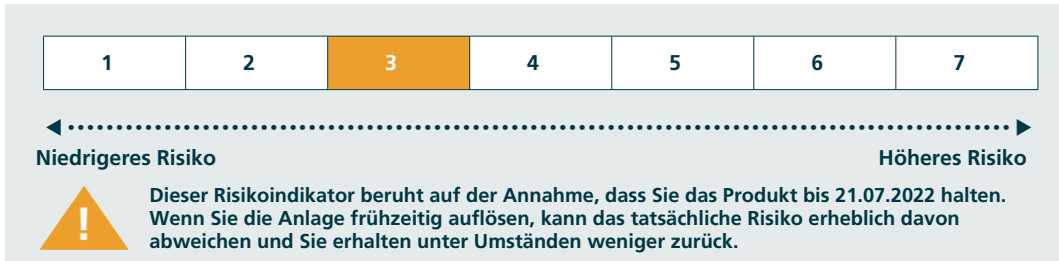 1 2 3 4 5 6 7
Niedrigeres Risiko Höheres Risiko
Dieser Risikoindikator beruht auf der Annahme, dass Sie das Produkt bis 21.07.2022 halten.
Wenn Sie die Anlage frühzeitig auflösen, kann das tatsächliche Risiko erheblich davon
abweichen und Sie erhalten unter Umständen weniger zurück.